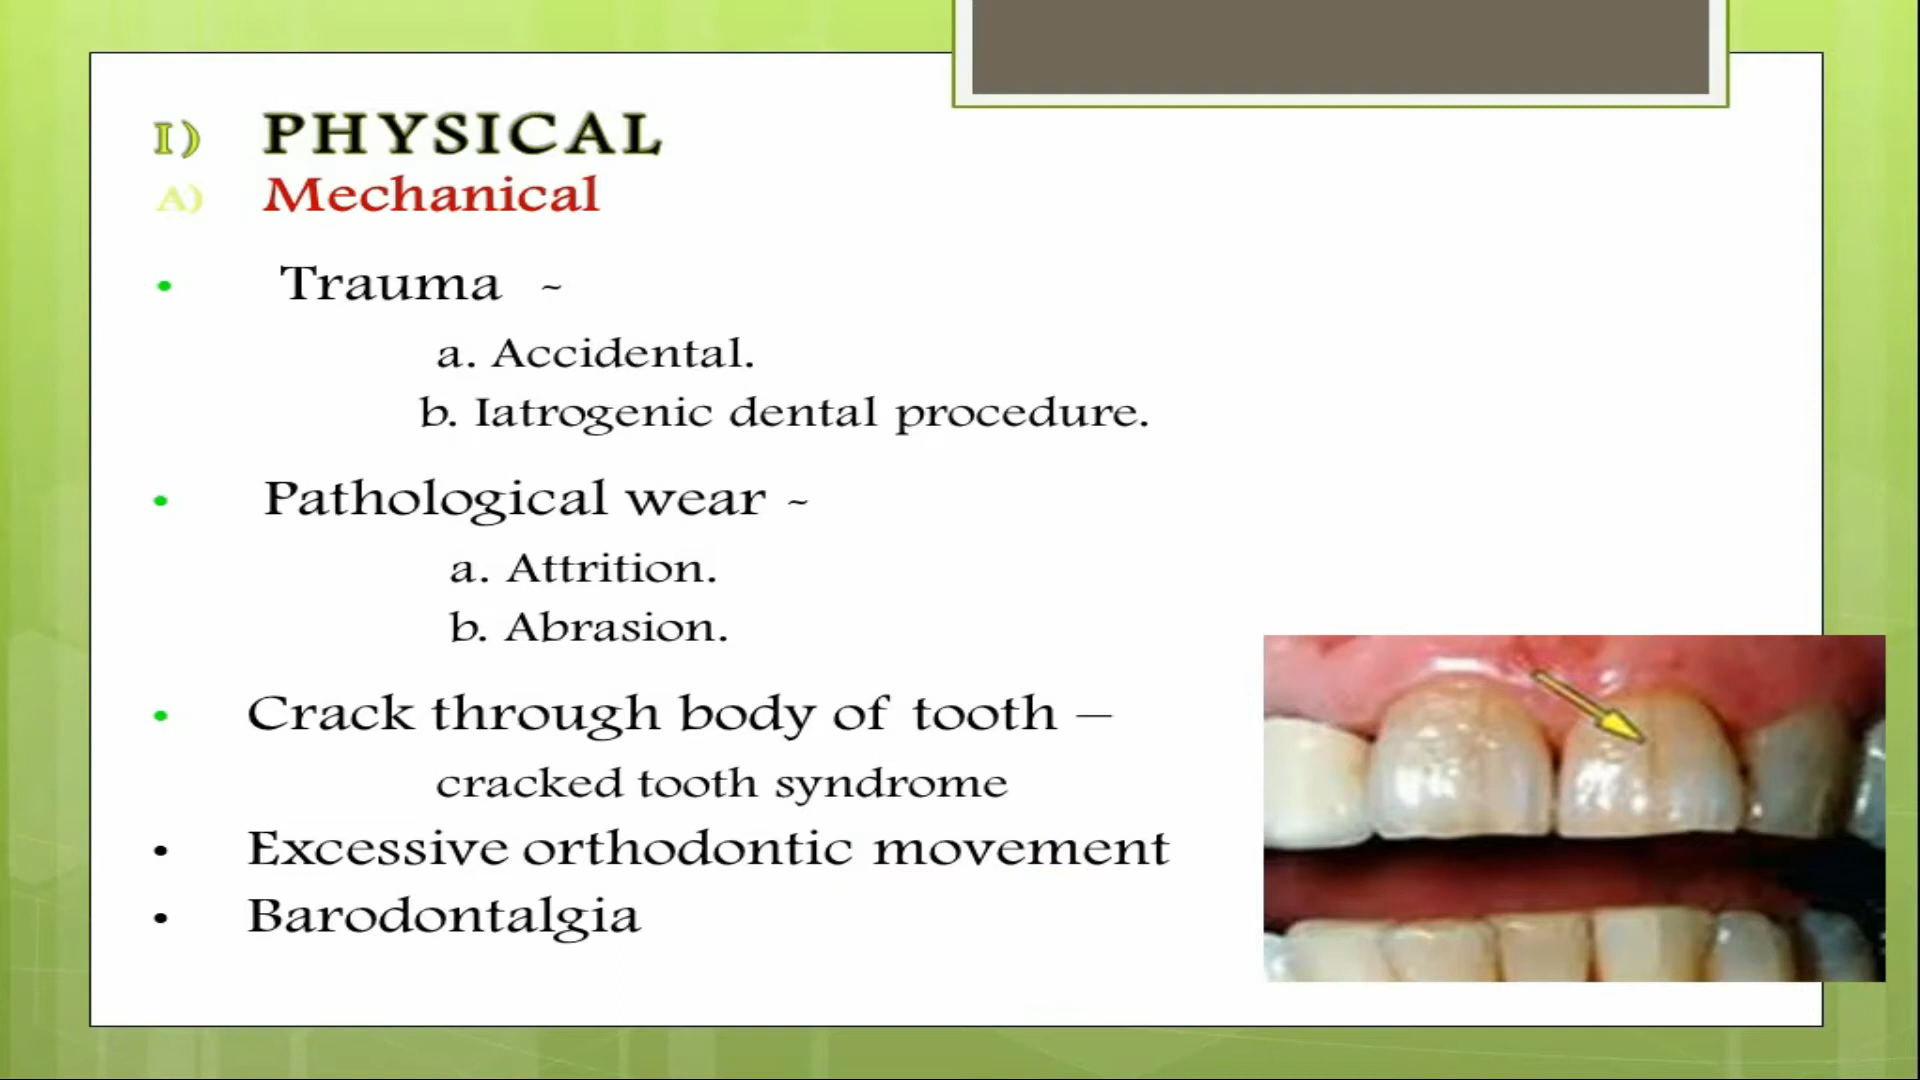 I) PHYSICAL
A) Mechanical
• Trauma -
a. Accidental.
b. Iatrogenic dental procedure.
• Pathological wear -
a. Attrition.
b. Abrasion.
• Crack through body of tooth –
cracked tooth syndrome
• Excessive orthodontic movement
• Barodontalgia